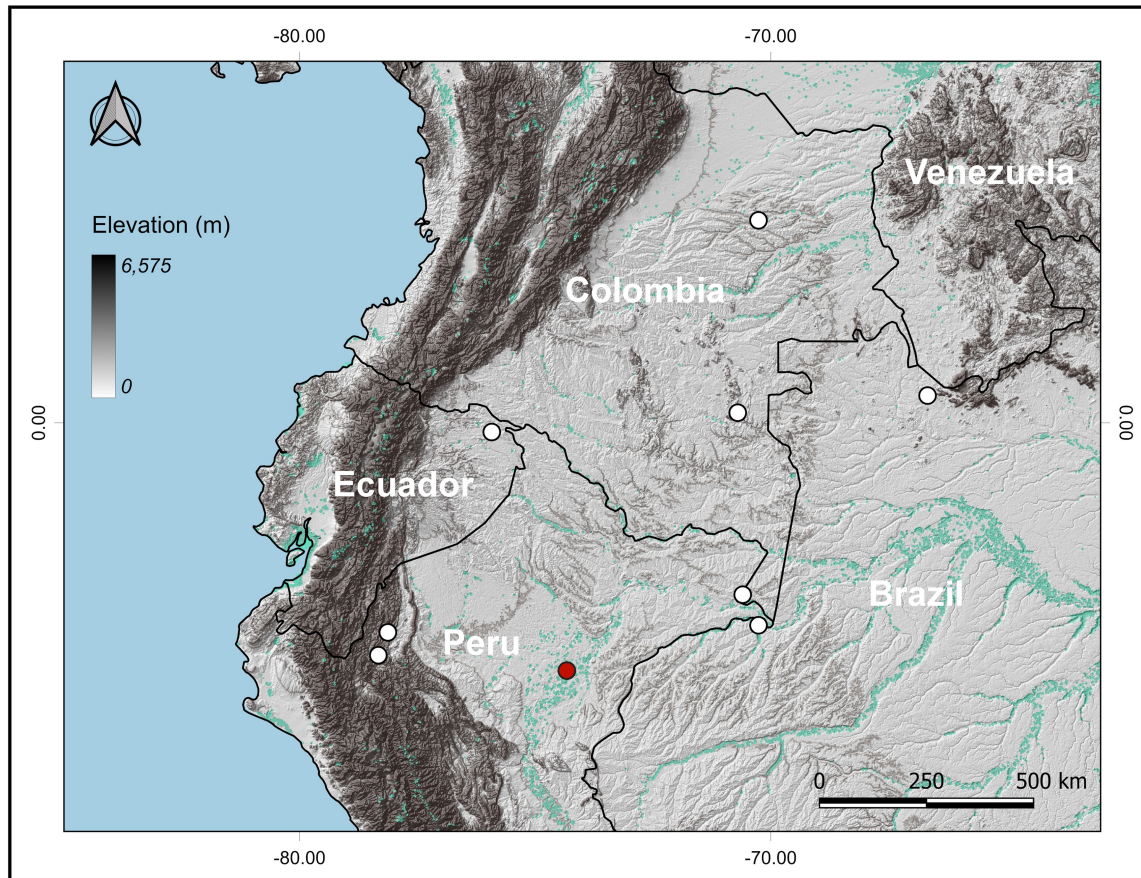 -80.00 -70.00
Venezuela
Elevation (m)
6,575
Colombia
0
0.00 0.00
Ecuador
Brazil
Peru
0 250 500 km
-80.00 -70.00